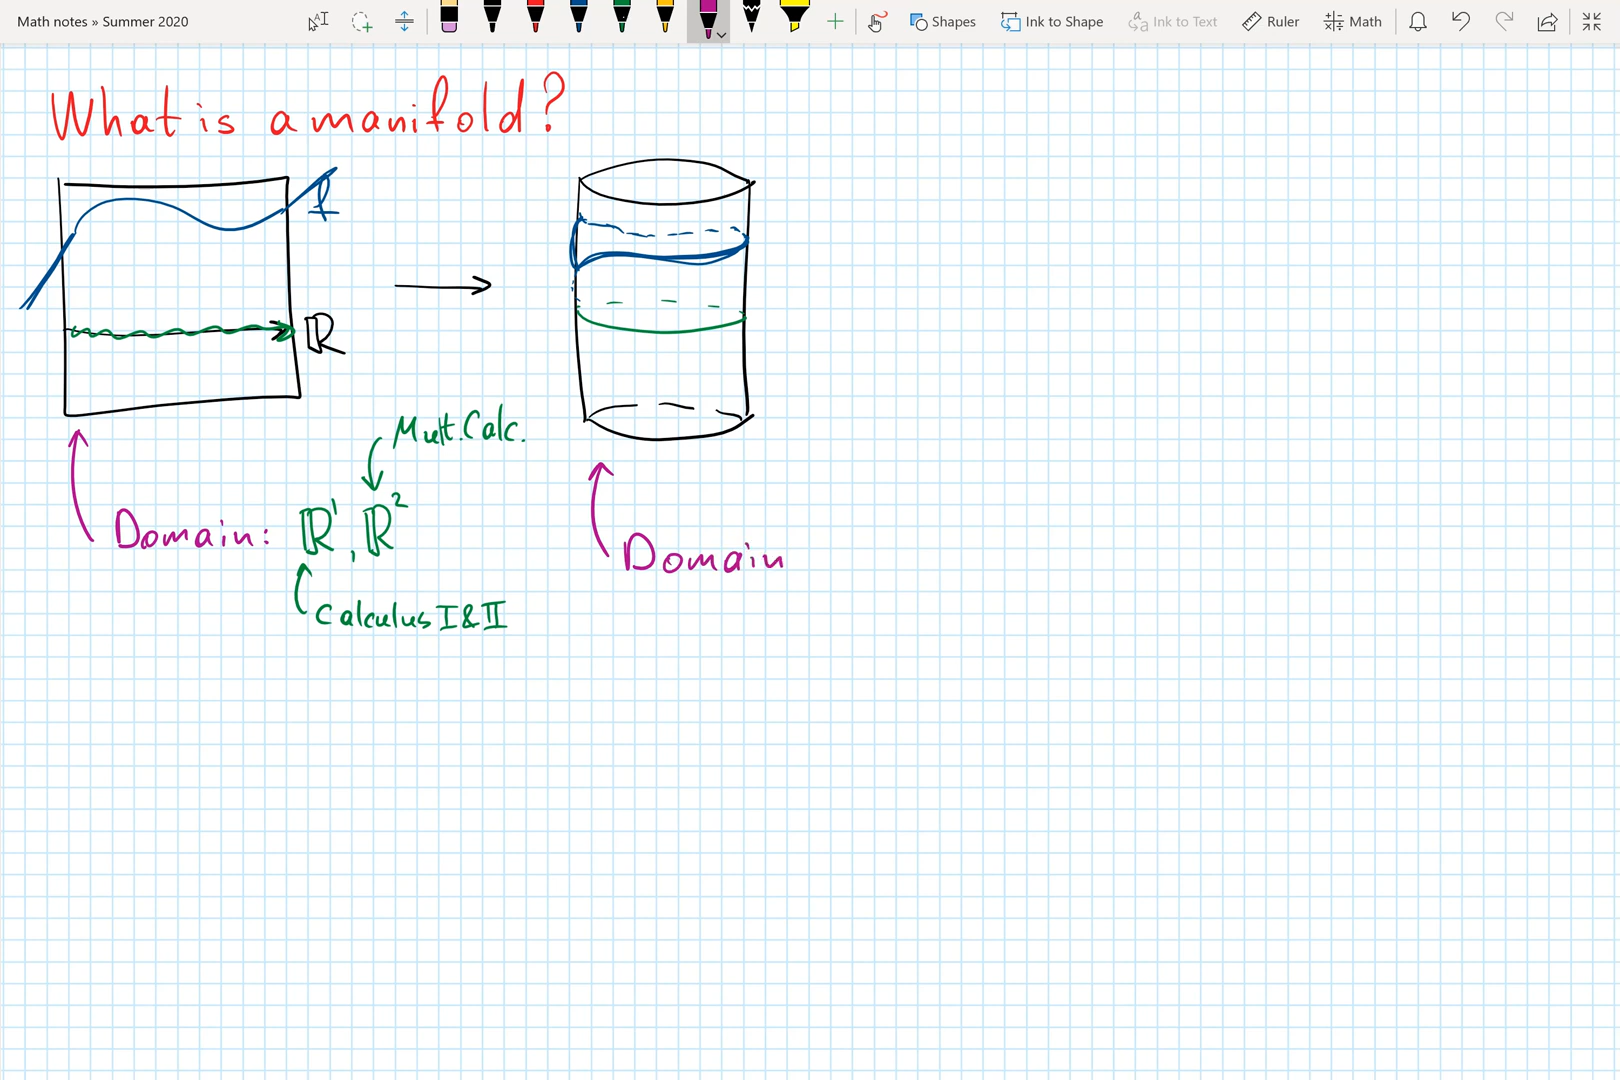 Math notes » Summer 2020
Shapes
Ink to Shape
Ink to Text
Ruler
Math
What is a manifold?
f
ℝ
Mult. Calc.
Domain: ℝ¹, ℝ²
Calculus I & II
Domain